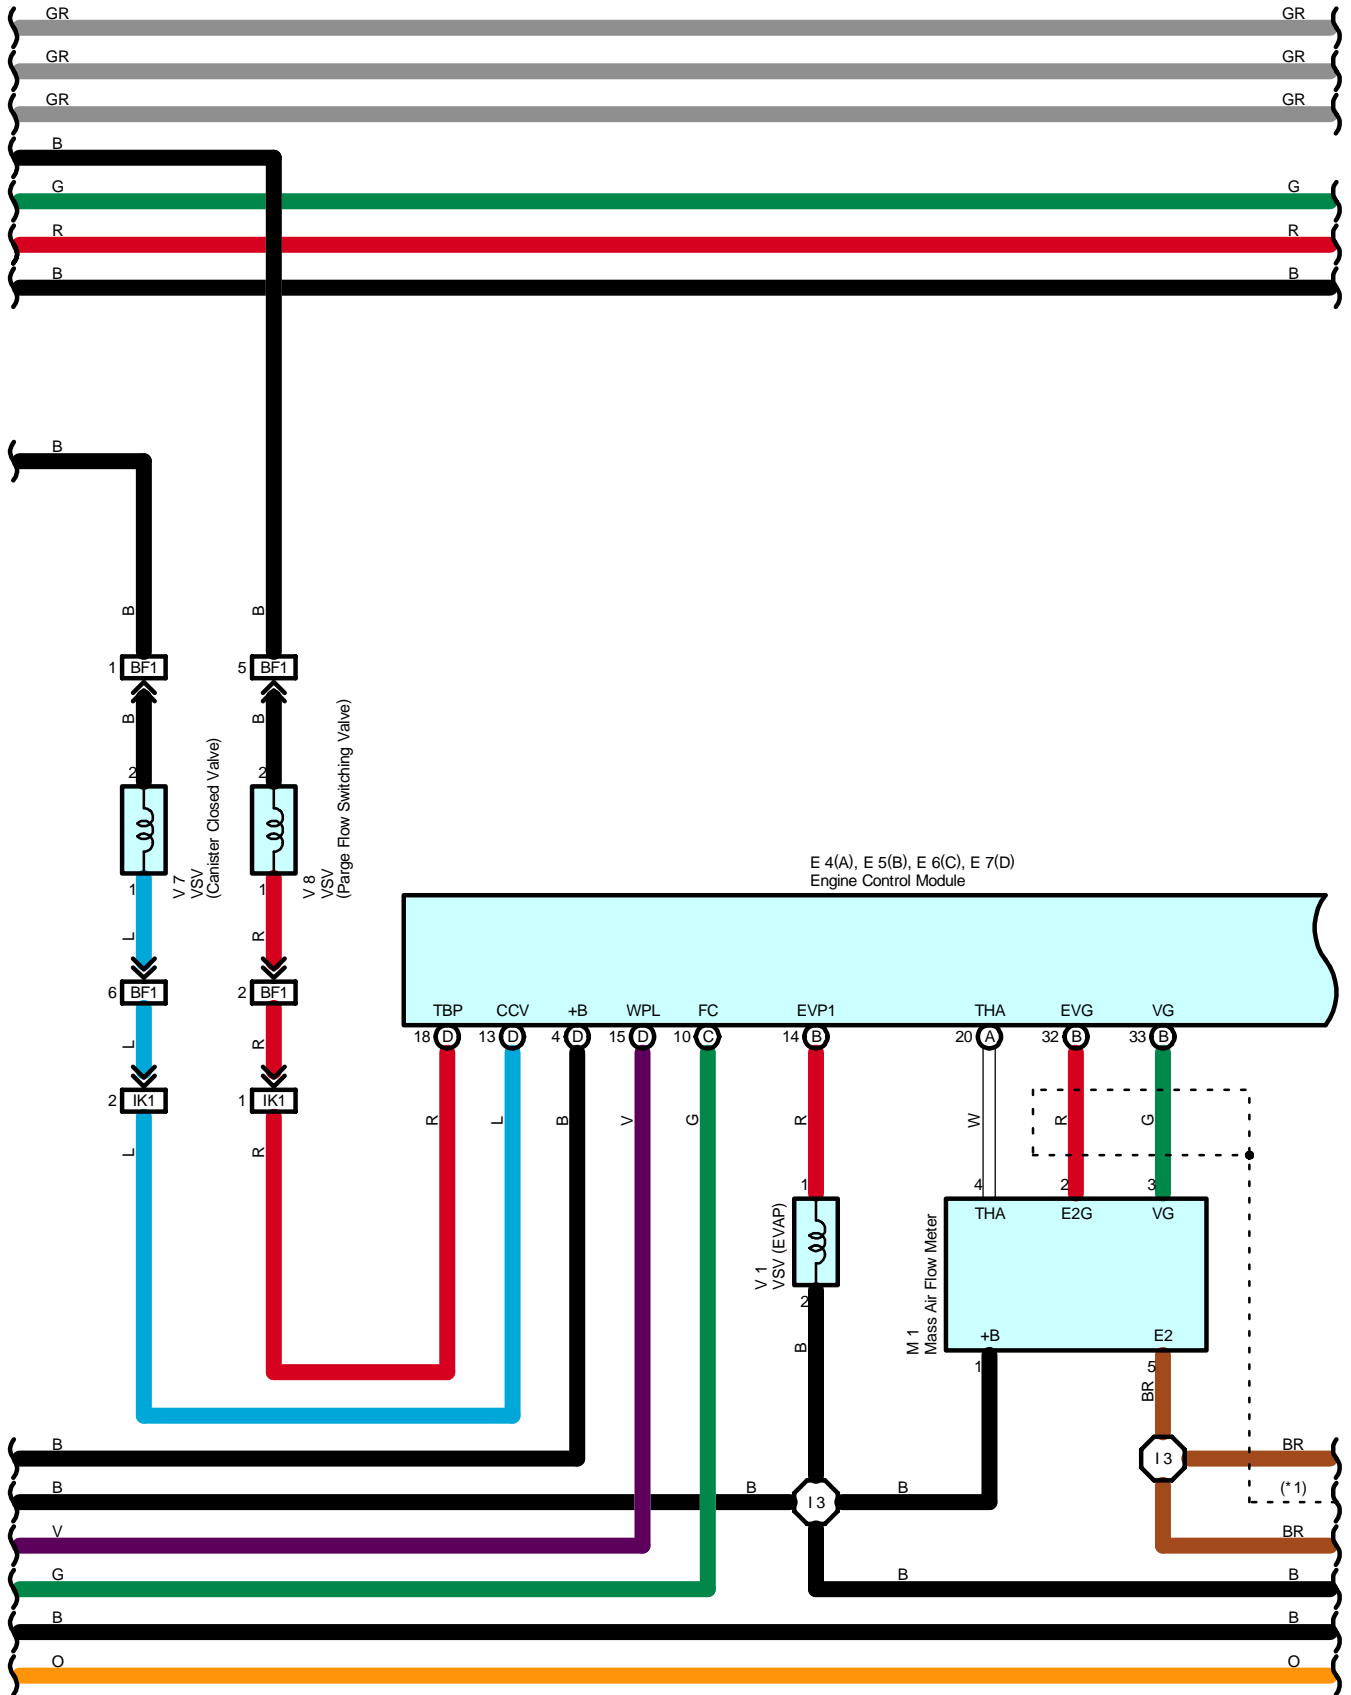 GR GR
GR GR
GR GR
B
G G
R R
B B
B
B B
1 BF1 5 BF1
B B
2 2
V 7
VSV
(Canister Closed Valve)
V 8
VSV
(Parge Flow Switching Valve)
1 1
E 4(A), E 5(B), E 6(C), E 7(D)
Engine Control Module
L R
6 BF1 2 BF1
TBP CCV +B WPL FC EVP1 THA EVG VG
18 D 13 D 4 D 15 D 10 C 14 B 20 A 32 B 33 B
L R
2 IK1 1 IK1
L R R L B V G R W R G
1 4 2 3
V 1
VSV (EVAP)
THA E2G VG
M 1
Mass Air Flow Meter
2
+B E2
B
1 5
BR
B I 3 BR
B B I 3 B (*1)
V BR
G B B
B B
O O